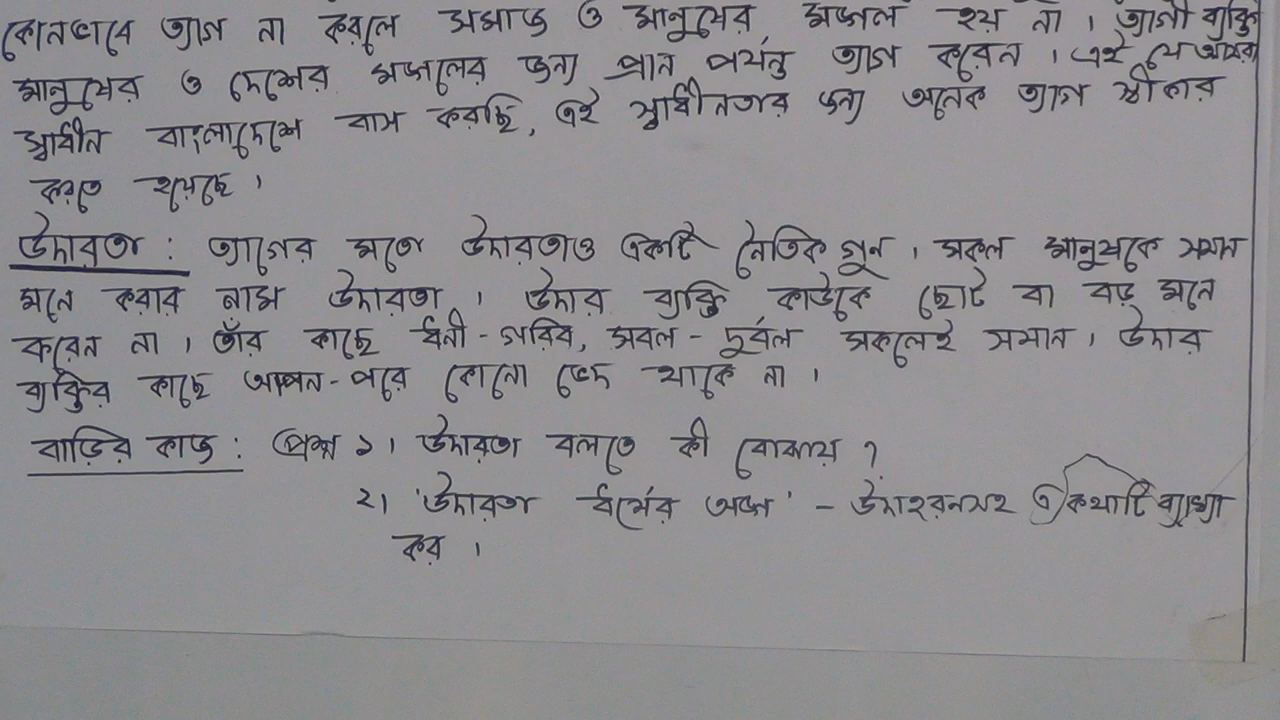 কোনভাবে ত্যাগ না করলে সমাজ ও মানুষের মঙ্গল হয় না। ত্যাগী ব্যক্তি
মানুষের ও দেশের মঙ্গলের জন্য প্রান পর্যন্ত ত্যাগ করেন। এই যে আমরা
স্বাধীন বাংলাদেশে বাস করছি, এই স্বাধীনতার জন্য অনেক ত্যাগ স্বীকার
করতে হয়েছে।
উদারতা : ত্যাগের মতো উদারতাও একটি নৈতিক গুন। সকল মানুষকে সমান
মনে করার নাম উদারতা। উদার ব্যক্তি কাউকে ছোট বা বড় মনে
করেন না। তাঁর কাছে ধনী-গরিব, সবল-দুর্বল সকলেই সমান। উদার
ব্যক্তির কাছে আপন-পরে কোনো ভেদ থাকে না।
বাড়ির কাজ : প্রশ্ন ১। উদারতা বলতে কী বোঝায় ?
২। 'উদারতা ধর্মের অঙ্গ' - উদাহরনসহ এ কথাটি ব্যাখ্যা
কর।